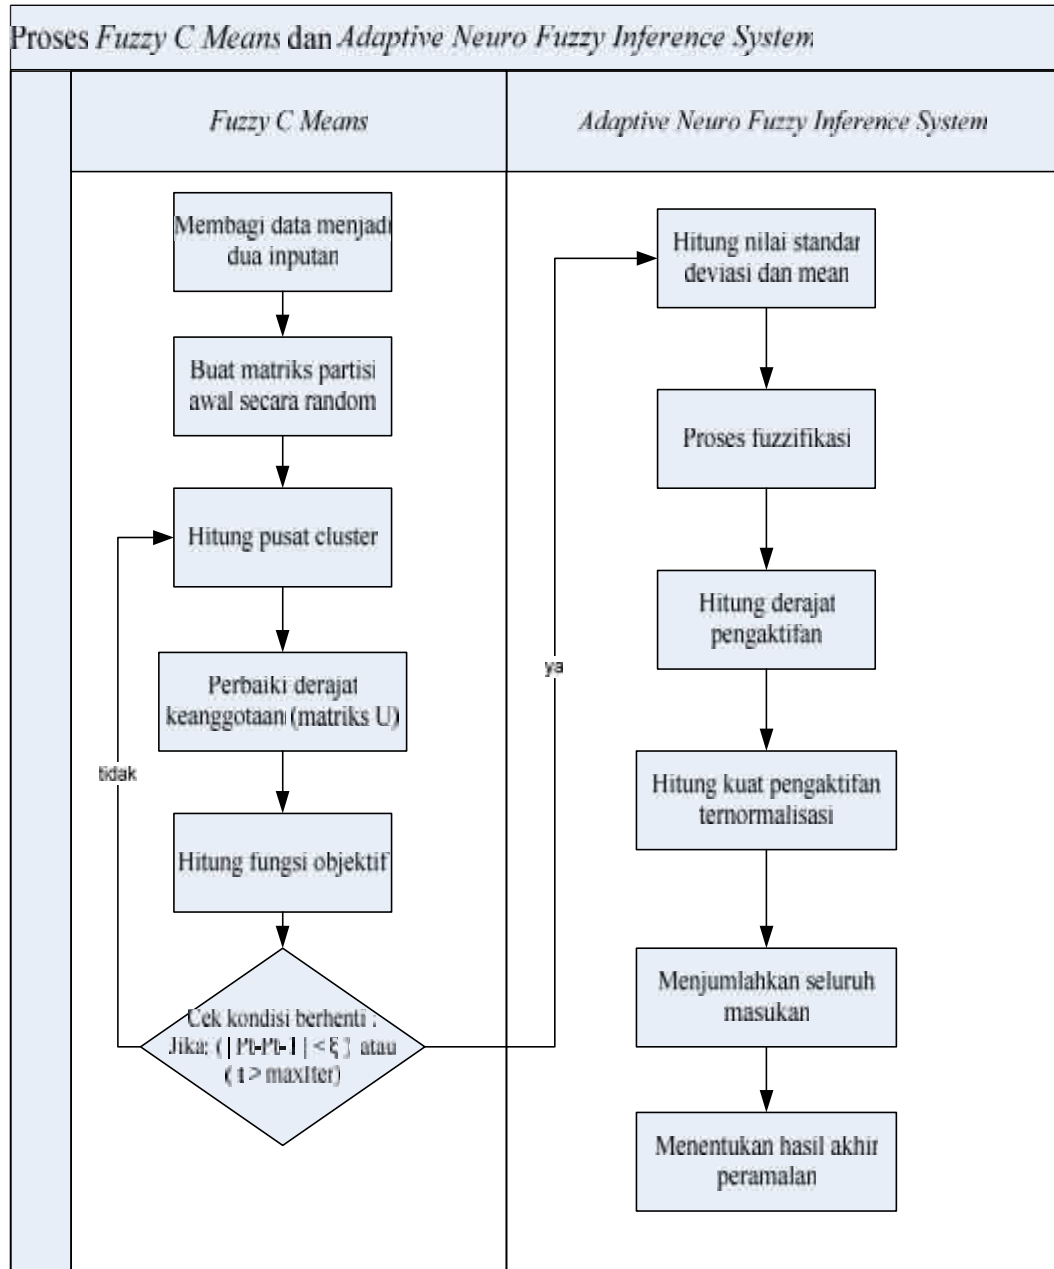 Proses Fuzzy C Means dan Adaptive Neuro Fuzzy Inference System
Fuzzy C Means
Adaptive Neuro Fuzzy Inference System
Membagi data menjadi
dua inputan
Buat matriks partisi
awal secara random
Hitung pusat cluster
Perbaiki derajat
keanggotaan (matriks U)
tidak
Hitung fungsi objektif
Cek kondisi berhenti :
Jika: ( | Pt-Pt-1 | < ξ ) atau
( t > maxIter)
ya
Hitung nilai standar
deviasi dan mean
Proses fuzzifikasi
Hitung derajat
pengaktifan
Hitung kuat pengaktifan
ternormalisasi
Menjumlahkan seluruh
masukan
Menentukan hasil akhir
peramalan